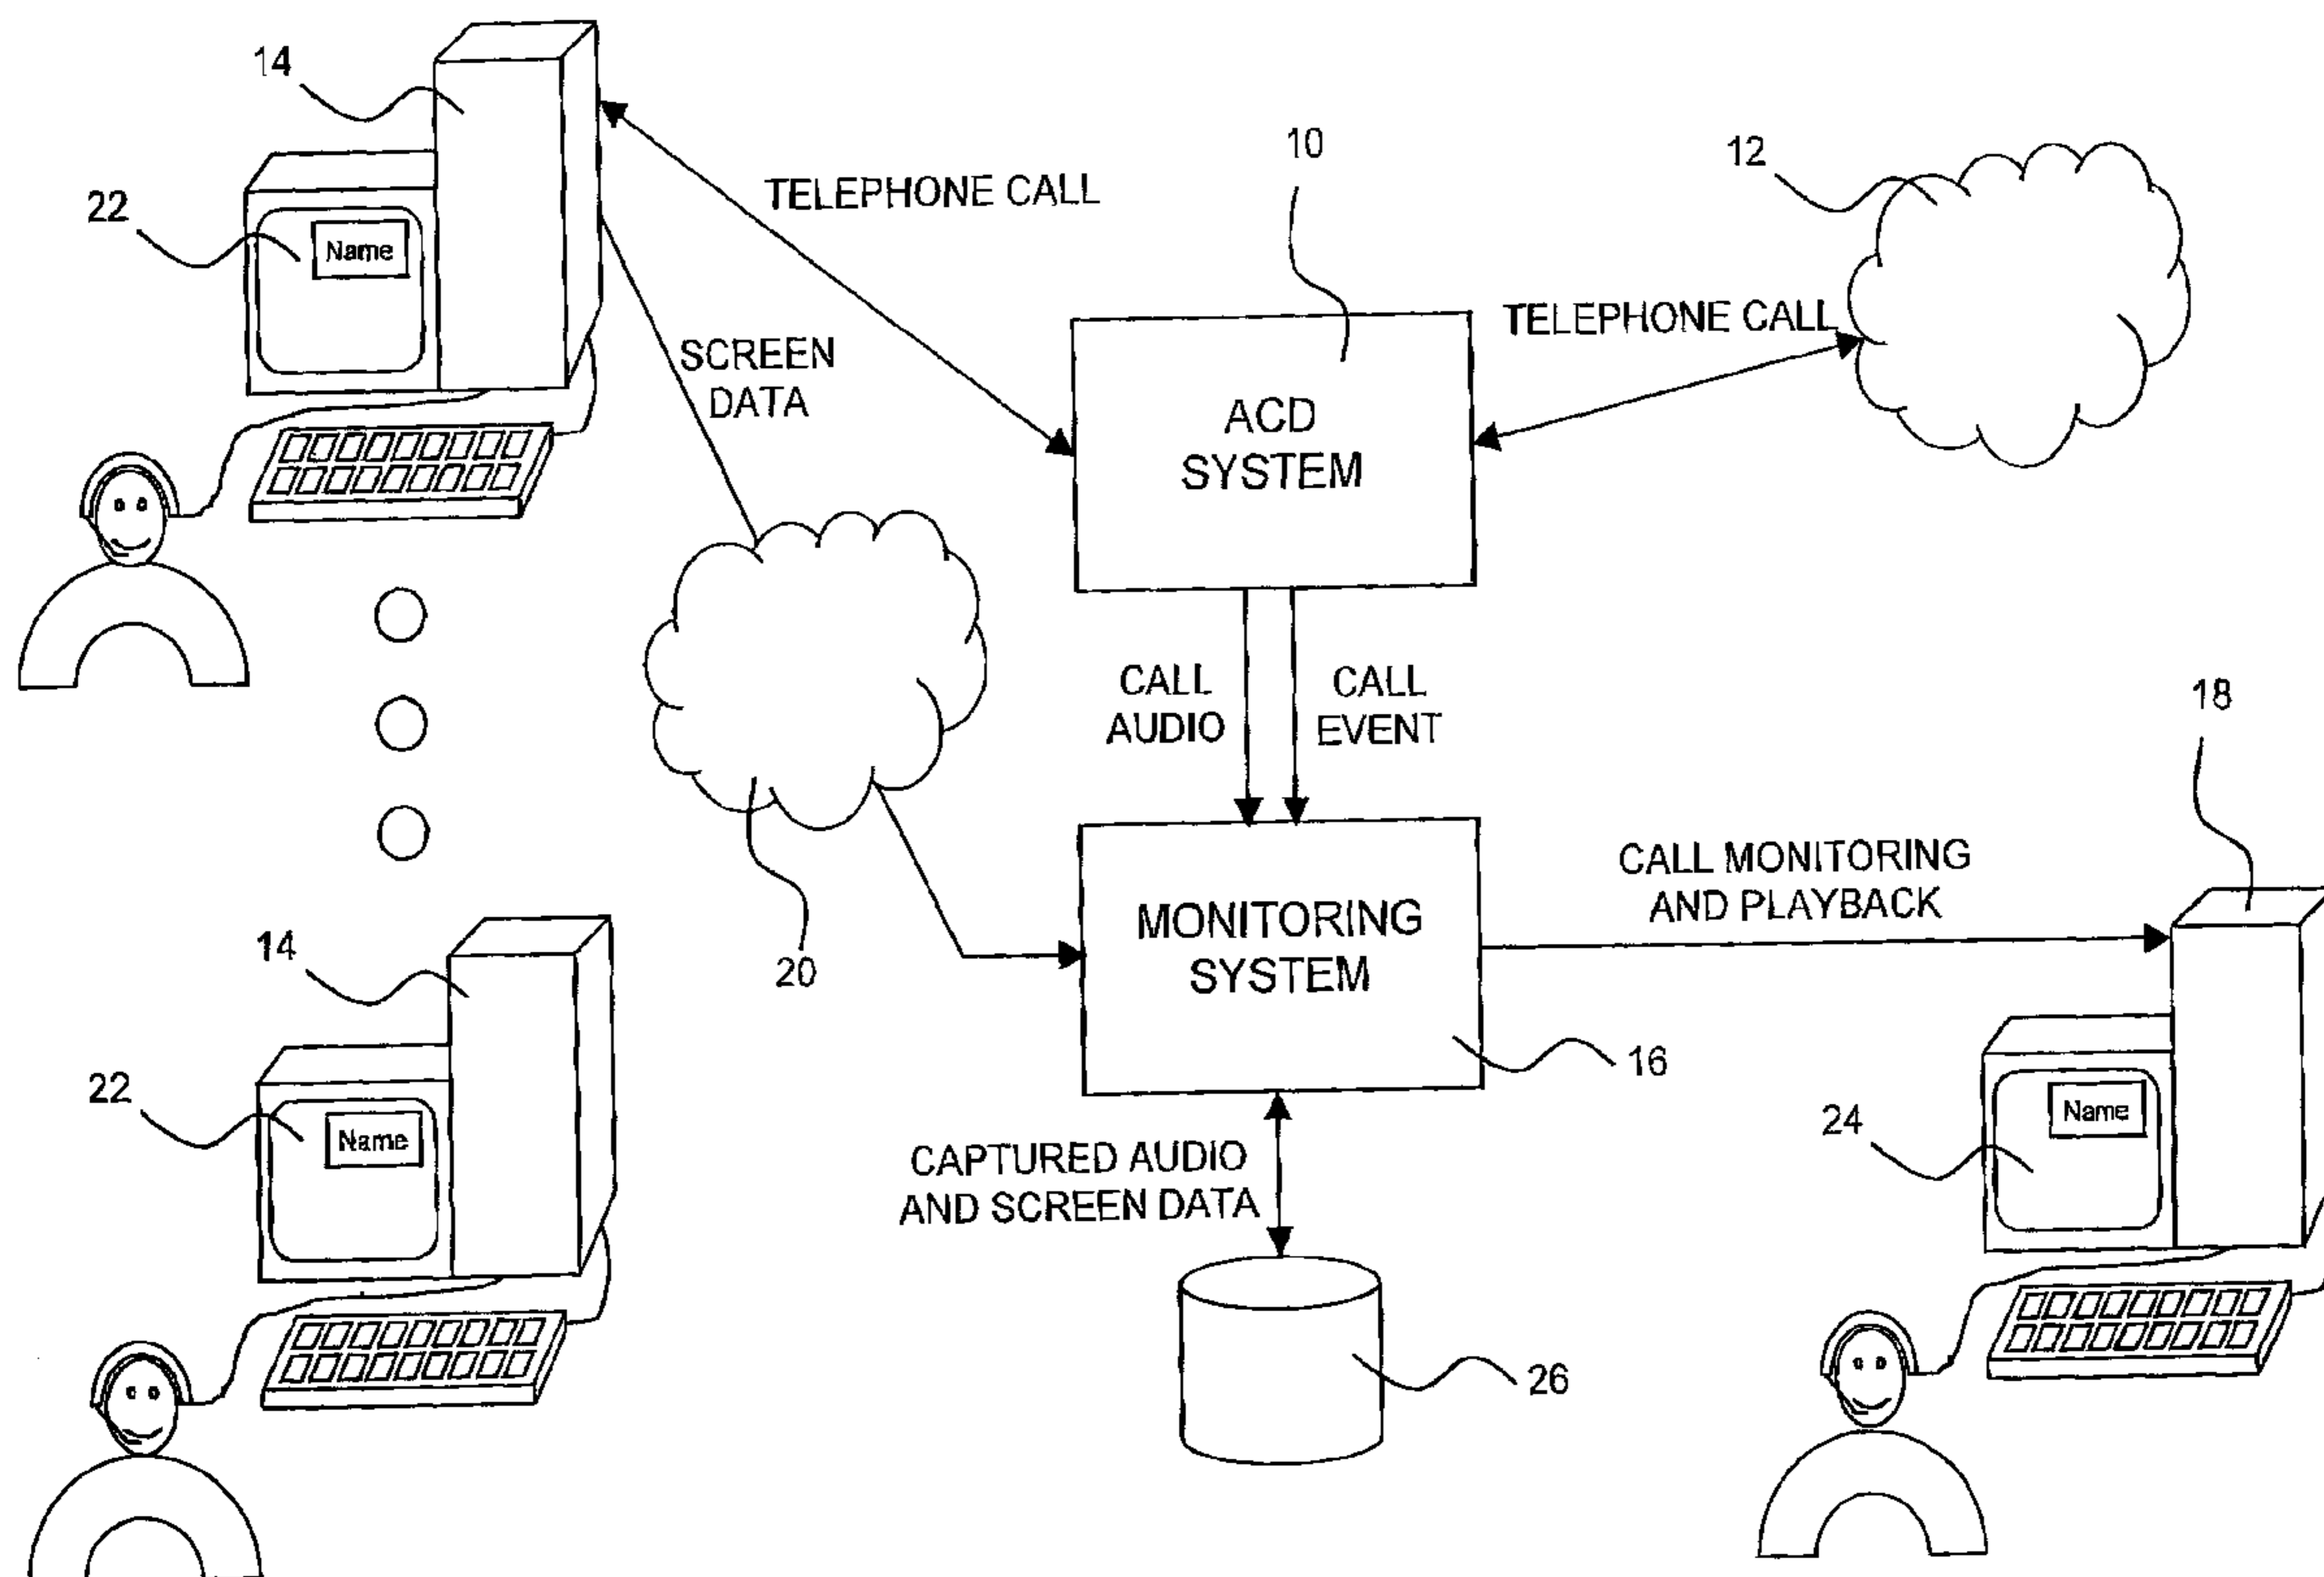 14
22
Name
TELEPHONE CALL
10
12
TELEPHONE CALL
SCREEN
DATA
ACD
SYSTEM
CALL
AUDIO
CALL
EVENT
18
20
MONITORING
SYSTEM
CALL MONITORING
AND PLAYBACK
16
14
22
Name
CAPTURED AUDIO
AND SCREEN DATA
24
Name
26